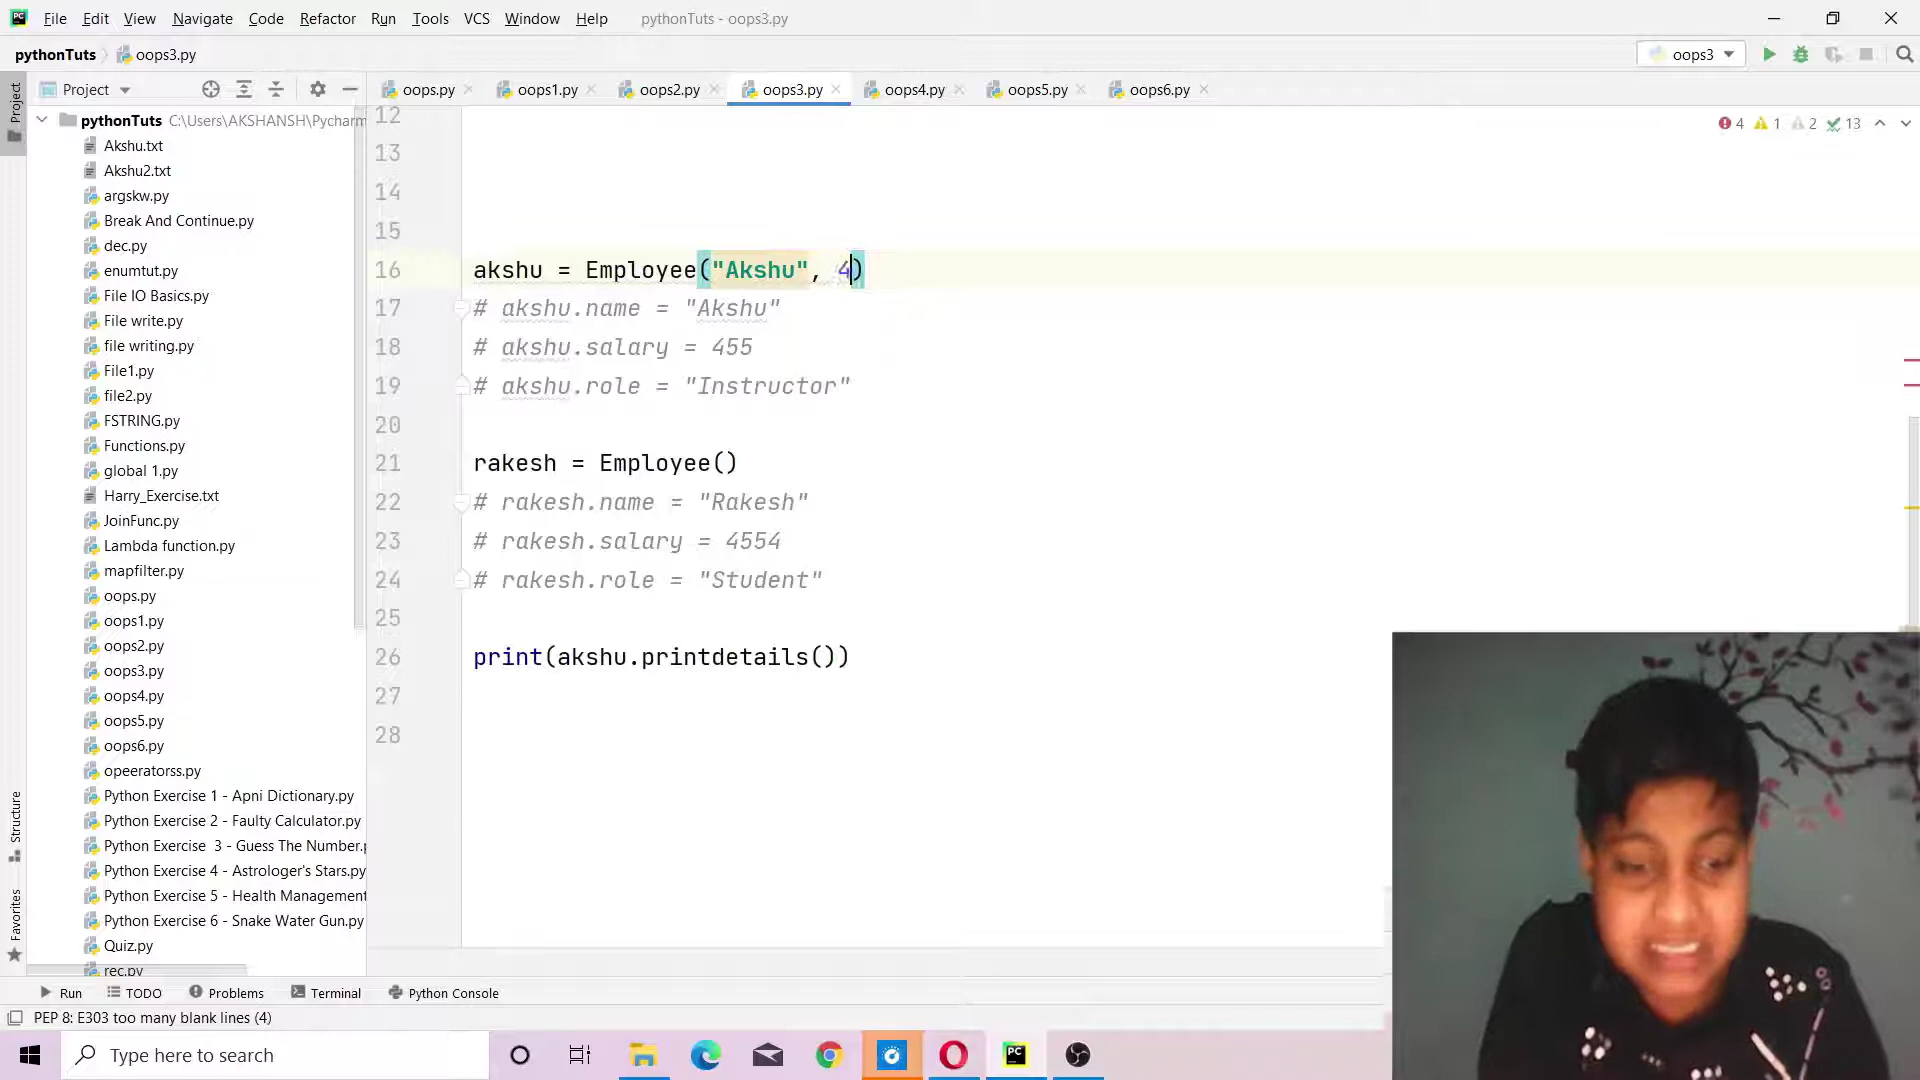 File Edit View Navigate Code Refactor Run Tools VCS Window Help pythonTuts - oops3.py
pythonTuts oops3.py oops3
Project oops.py oops1.py oops2.py oops3.py oops4.py oops5.py oops6.py
Project
Structure
Favorites
pythonTuts C:\Users\AKSHANSH\Pycharm
Akshu.txt
Akshu2.txt
argskw.py
Break And Continue.py
dec.py
enumtut.py
File IO Basics.py
File write.py
file writing.py
File1.py
file2.py
FSTRING.py
Functions.py
global 1.py
Harry_Exercise.txt
JoinFunc.py
Lambda function.py
mapfilter.py
oops.py
oops1.py
oops2.py
oops3.py
oops4.py
oops5.py
oops6.py
opeeratorss.py
Python Exercise 1 - Apni Dictionary.py
Python Exercise 2 - Faulty Calculator.py
Python Exercise  3 - Guess The Number.
Python Exercise 4 - Astrologer's Stars.py
Python Exercise 5 - Health Management
Python Exercise 6 - Snake Water Gun.py
Quiz.py
rec.py
4 1 2 13
12
13
14
15
16 akshu = Employee("Akshu", 4)
17 # akshu.name = "Akshu"
18 # akshu.salary = 455
19 # akshu.role = "Instructor"
20
21 rakesh = Employee()
22 # rakesh.name = "Rakesh"
23 # rakesh.salary = 4554
24 # rakesh.role = "Student"
25
26 print(akshu.printdetails())
27
28
Run TODO Problems Terminal Python Console
PEP 8: E303 too many blank lines (4)
Type here to search
PC